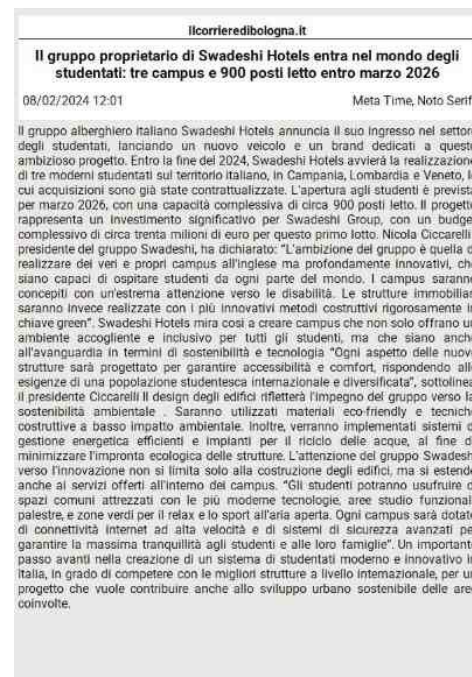 Ilcorrieredibologna.it
Il gruppo proprietario di Swadeshi Hotels entra nel mondo degli
studentati: tre campus e 900 posti letto entro marzo 2026
08/02/2024 12:01 Meta Time, Noto Serif
Il gruppo alberghiero italiano Swadeshi Hotels annuncia il suo ingresso nel settore
degli studentati, lanciando un nuovo veicolo e un brand dedicati a questo
ambizioso progetto. Entro la fine del 2024, Swadeshi Hotels avvierà la realizzazione
di tre moderni studentati sul territorio italiano, in Campania, Lombardia e Veneto, l
cui acquisizioni sono già state contrattualizzate. L'apertura agli studenti è prevista
per marzo 2026, con una capacità complessiva di circa 900 posti letto. Il progetto
rappresenta un investimento significativo per Swadeshi Group, con un budge
complessivo di circa trenta milioni di euro per questo primo lotto. Nicola Ciccarelli
presidente del gruppo Swadeshi, ha dichiarato: "L'ambizione del gruppo è quella d
realizzare dei veri e propri campus all'inglese ma profondamente innovativi, che
siano capaci di ospitare studenti da ogni parte del mondo. I campus saranno
concepiti con un'estrema attenzione verso le disabilità. Le strutture immobilia
saranno invece realizzate con i più innovativi metodi costruttivi rigorosamente i
chiave green". Swadeshi Hotels mira così a creare campus che non solo offrano un
ambiente accogliente e inclusivo per tutti gli studenti, ma che siano anche
all'avanguardia in termini di sostenibilità e tecnologia "Ogni aspetto delle nuov
strutture sarà progettato per garantire accessibilità e comfort, rispondendo all
esigenze di una popolazione studentesca internazionale e diversificata", sottolinea
il presidente Ciccarelli Il design degli edifici rifletterà l'impegno del gruppo verso la
sostenibilità ambientale . Saranno utilizzati materiali eco-friendly e tecniche
costruttive a basso impatto ambientale. Inoltre, verranno implementati sistemi d
gestione energetica efficienti e impianti per il riciclo delle acque, al fine d
minimizzare l'impronta ecologica delle strutture. L'attenzione del gruppo Swadesh
verso l'innovazione non si limita solo alla costruzione degli edifici, ma si estende
anche ai servizi offerti all'interno dei campus. "Gli studenti potranno usufruire d
spazi comuni attrezzati con le più moderne tecnologie, aree studio funzional
palestre, e zone verdi per il relax e lo sport all'aria aperta. Ogni campus sarà dotato
di connettività internet ad alta velocità e di sistemi di sicurezza avanzati pe
garantire la massima tranquillità agli studenti e alle loro famiglie". Un importante
passo avanti nella creazione di un sistema di studentati moderno e innovativo i
Italia, in grado di competere con le migliori strutture a livello internazionale, per un
progetto che vuole contribuire anche allo sviluppo urbano sostenibile delle are
coinvolte.